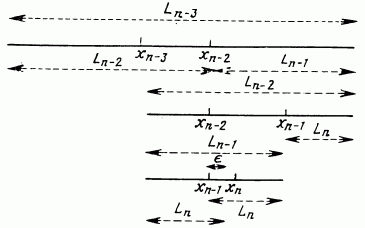 L_{n-3}
x_{n-3} x_{n-2}
L_{n-2} L_{n-1}
L_{n-2}
x_{n-2} x_{n-1}
L_{n-1} L_n
ε
x_{n-1} x_n
L_n L_n